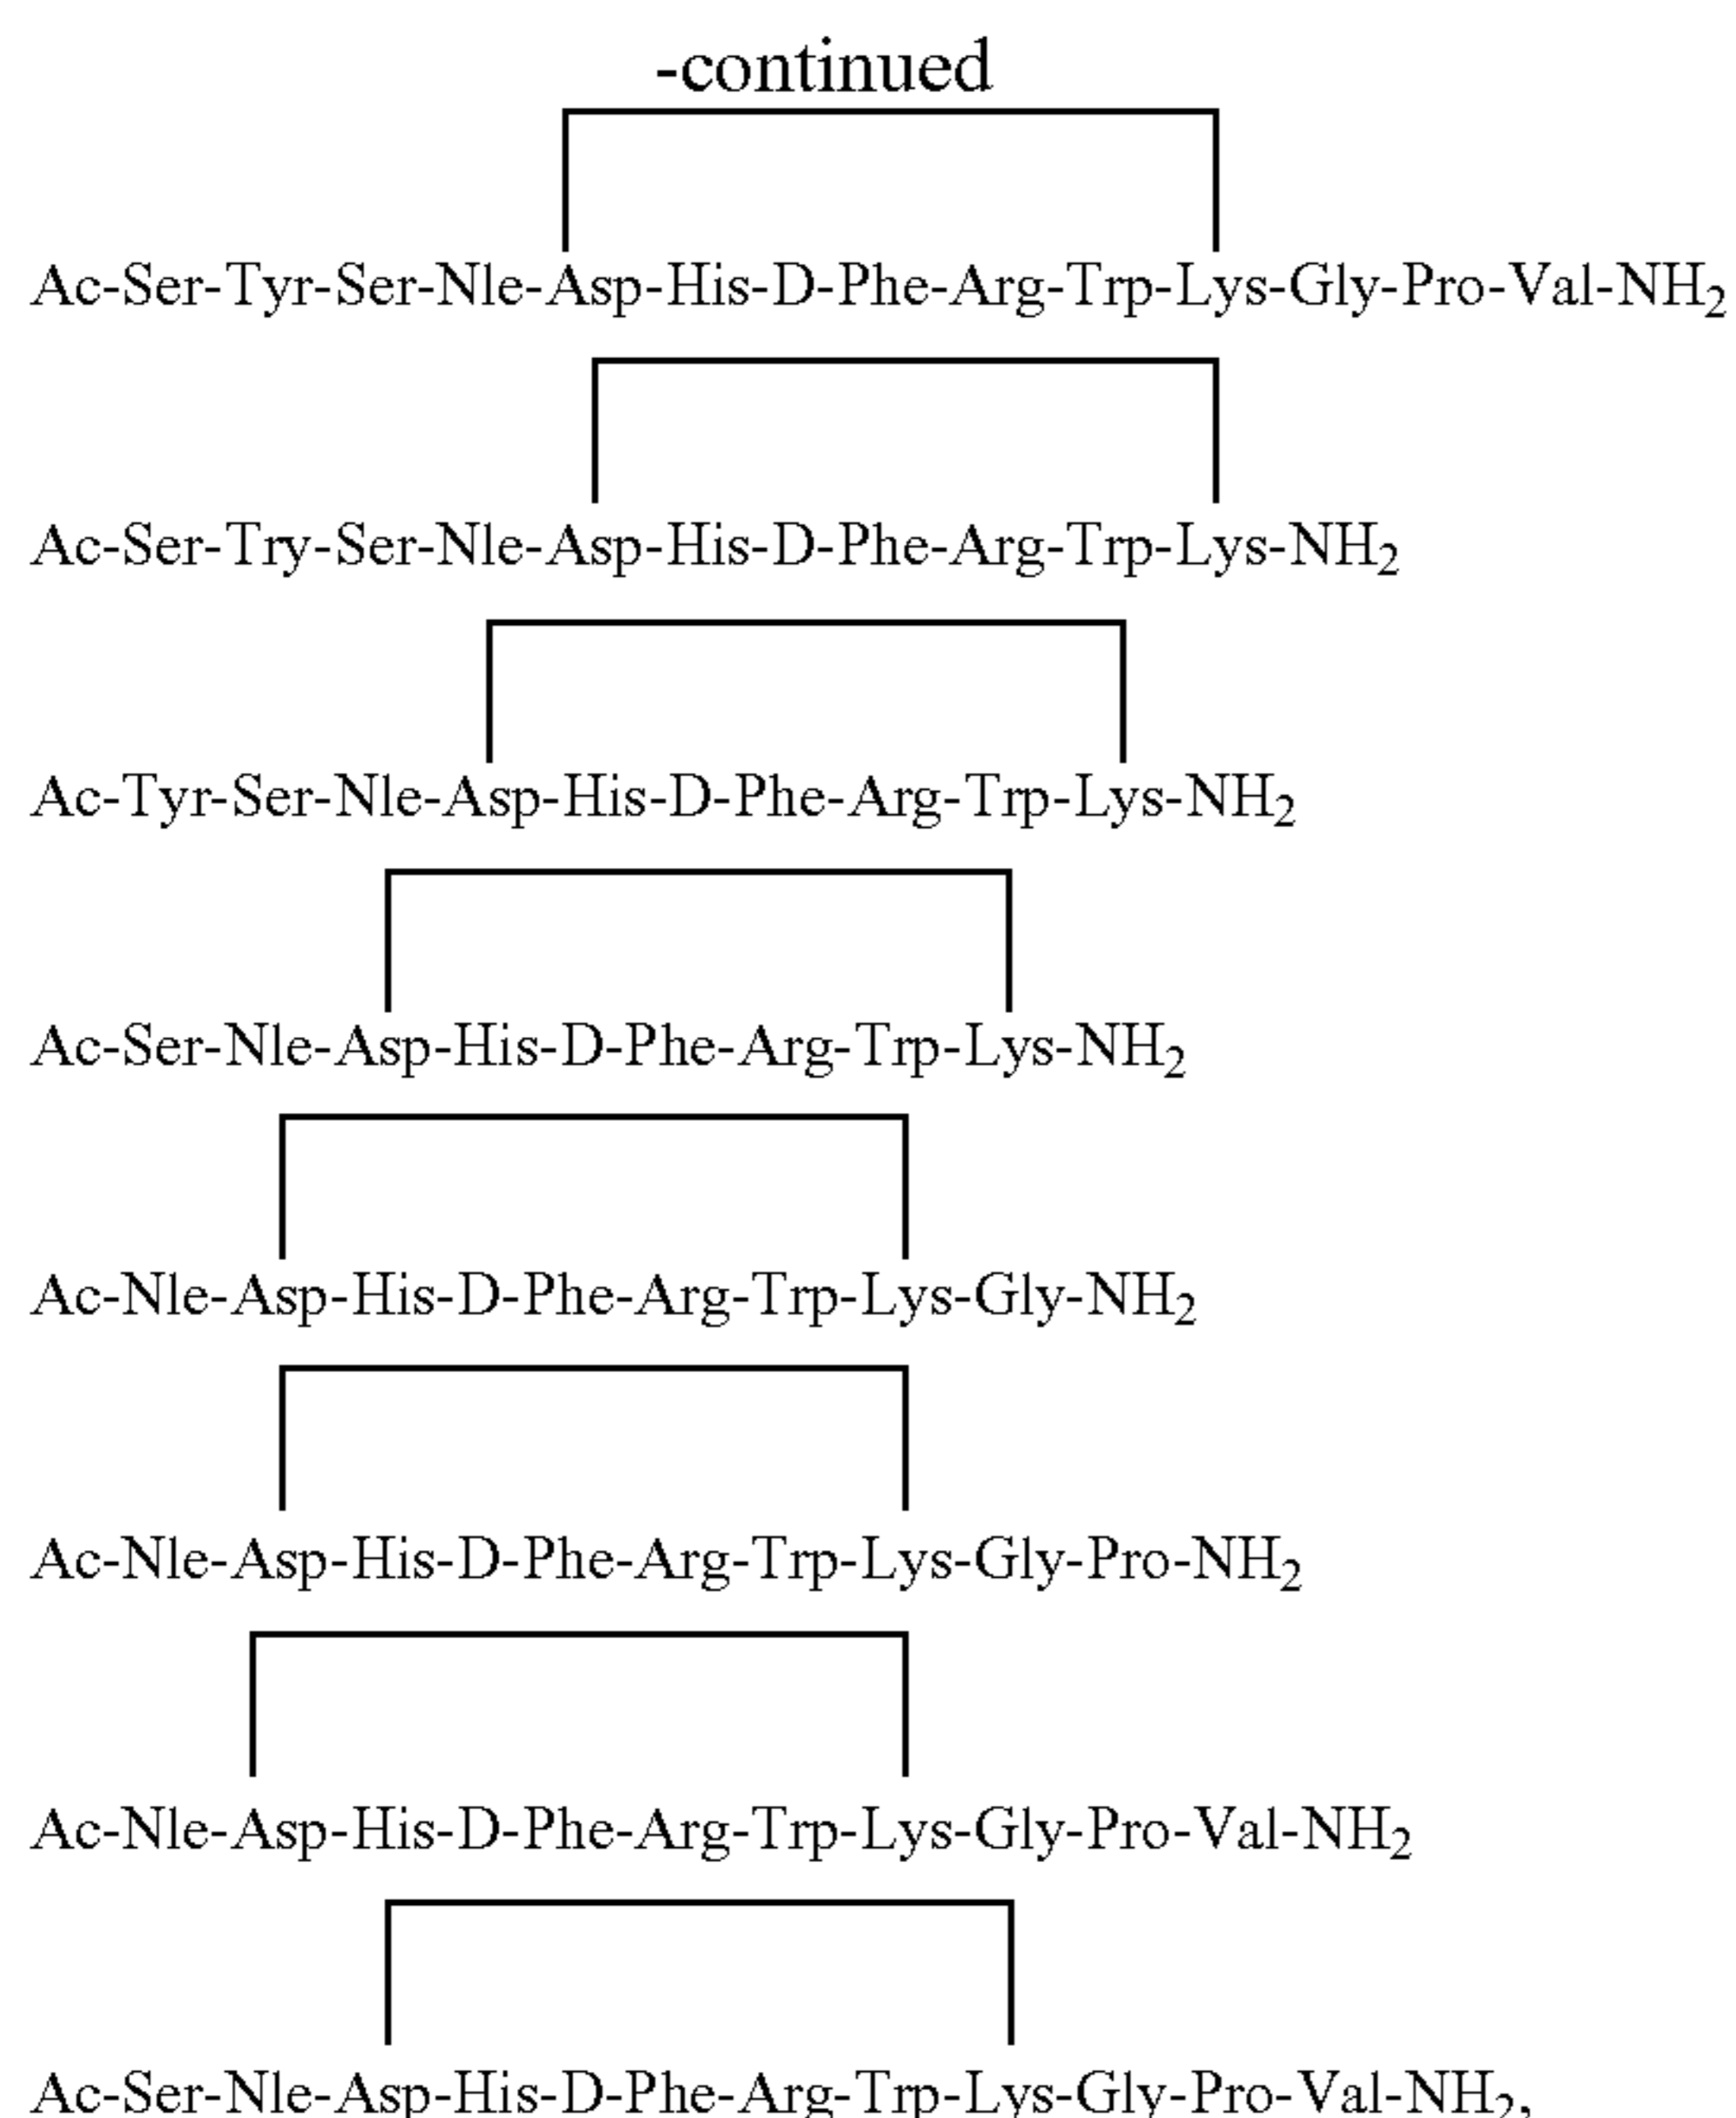 -continued
Ac-Ser-Tyr-Ser-Nle-Asp-His-D-Phe-Arg-Trp-Lys-Gly-Pro-Val-NH2
Ac-Ser-Try-Ser-Nle-Asp-His-D-Phe-Arg-Trp-Lys-NH2
Ac-Tyr-Ser-Nle-Asp-His-D-Phe-Arg-Trp-Lys-NH2
Ac-Ser-Nle-Asp-His-D-Phe-Arg-Trp-Lys-NH2
Ac-Nle-Asp-His-D-Phe-Arg-Trp-Lys-Gly-NH2
Ac-Nle-Asp-His-D-Phe-Arg-Trp-Lys-Gly-Pro-NH2
Ac-Nle-Asp-His-D-Phe-Arg-Trp-Lys-Gly-Pro-Val-NH2
Ac-Ser-Nle-Asp-His-D-Phe-Arg-Trp-Lys-Gly-Pro-Val-NH2,